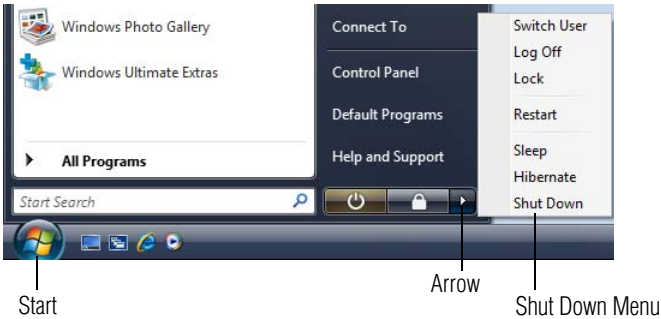 Windows Photo Gallery
Windows Ultimate Extras
All Programs
Start Search
Connect To
Control Panel
Default Programs
Help and Support
Switch User
Log Off
Lock
Restart
Sleep
Hibernate
Shut Down
Start
Arrow
Shut Down Menu